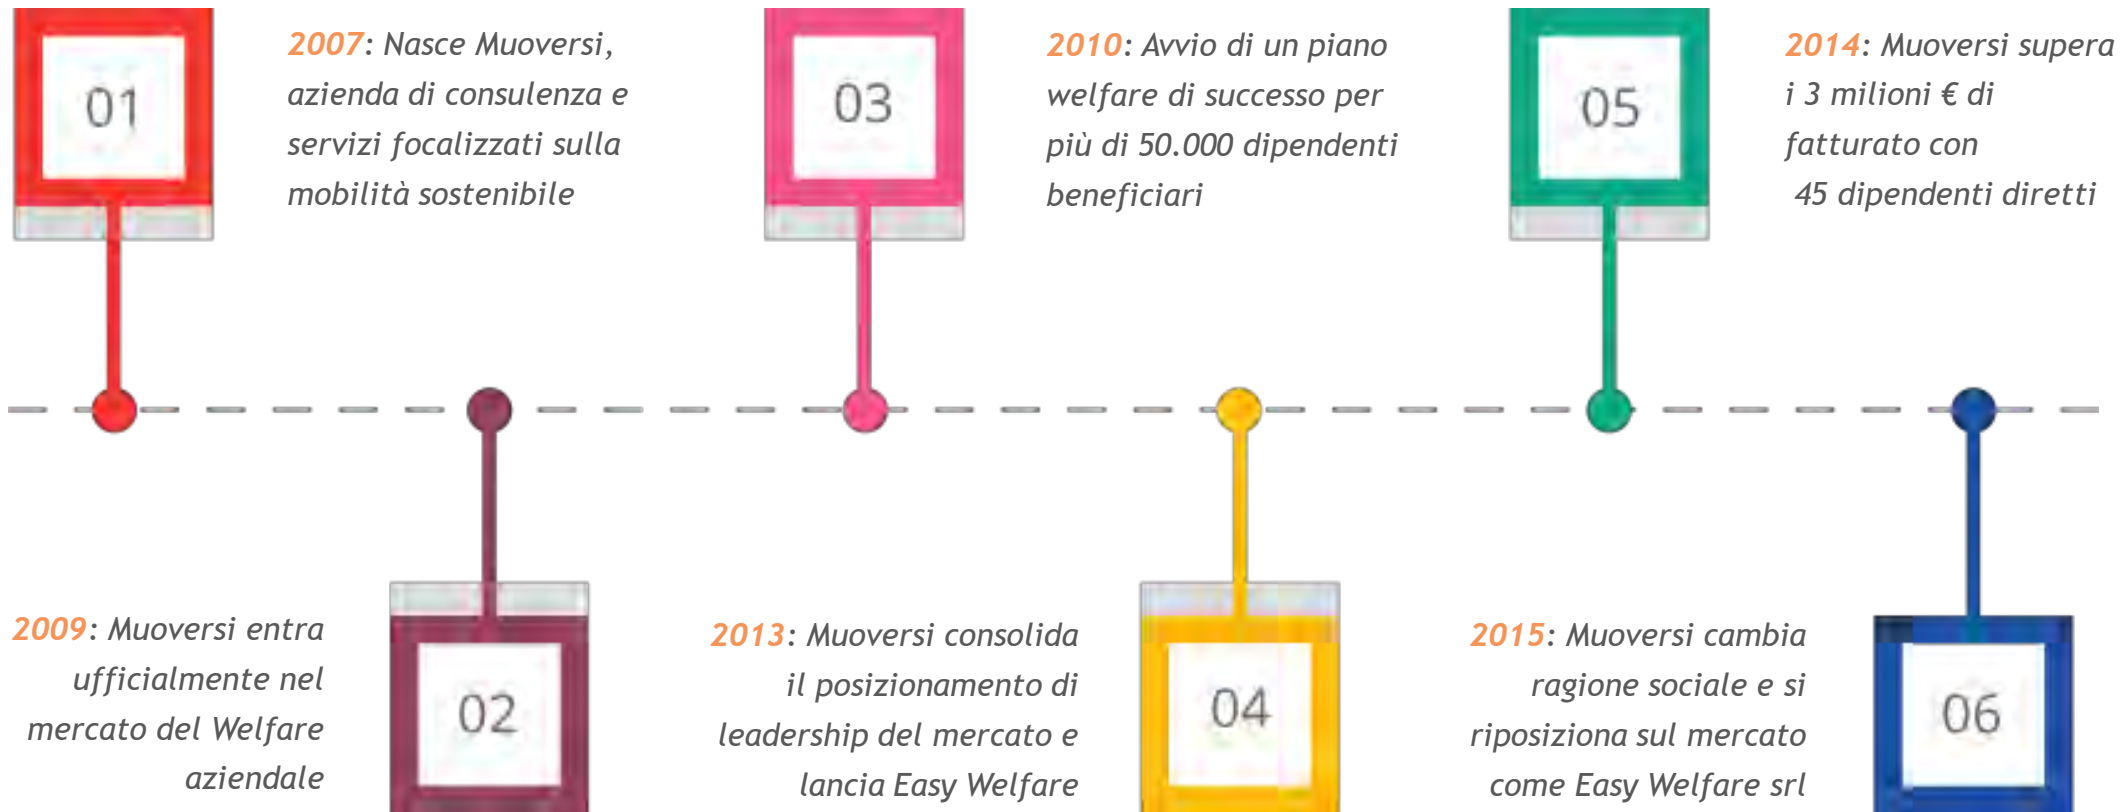 01
2007: Nasce Muoversi,
azienda di consulenza e
servizi focalizzati sulla
mobilità sostenibile
03
2010: Avvio di un piano
welfare di successo per
più di 50.000 dipendenti
beneficiari
05
2014: Muoversi supera
i 3 milioni € di
fatturato con
45 dipendenti diretti
2009: Muoversi entra
ufficialmente nel
mercato del Welfare
aziendale
02
2013: Muoversi consolida
il posizionamento di
leadership del mercato e
lancia Easy Welfare
04
2015: Muoversi cambia
ragione sociale e si
riposiziona sul mercato
come Easy Welfare srl
06